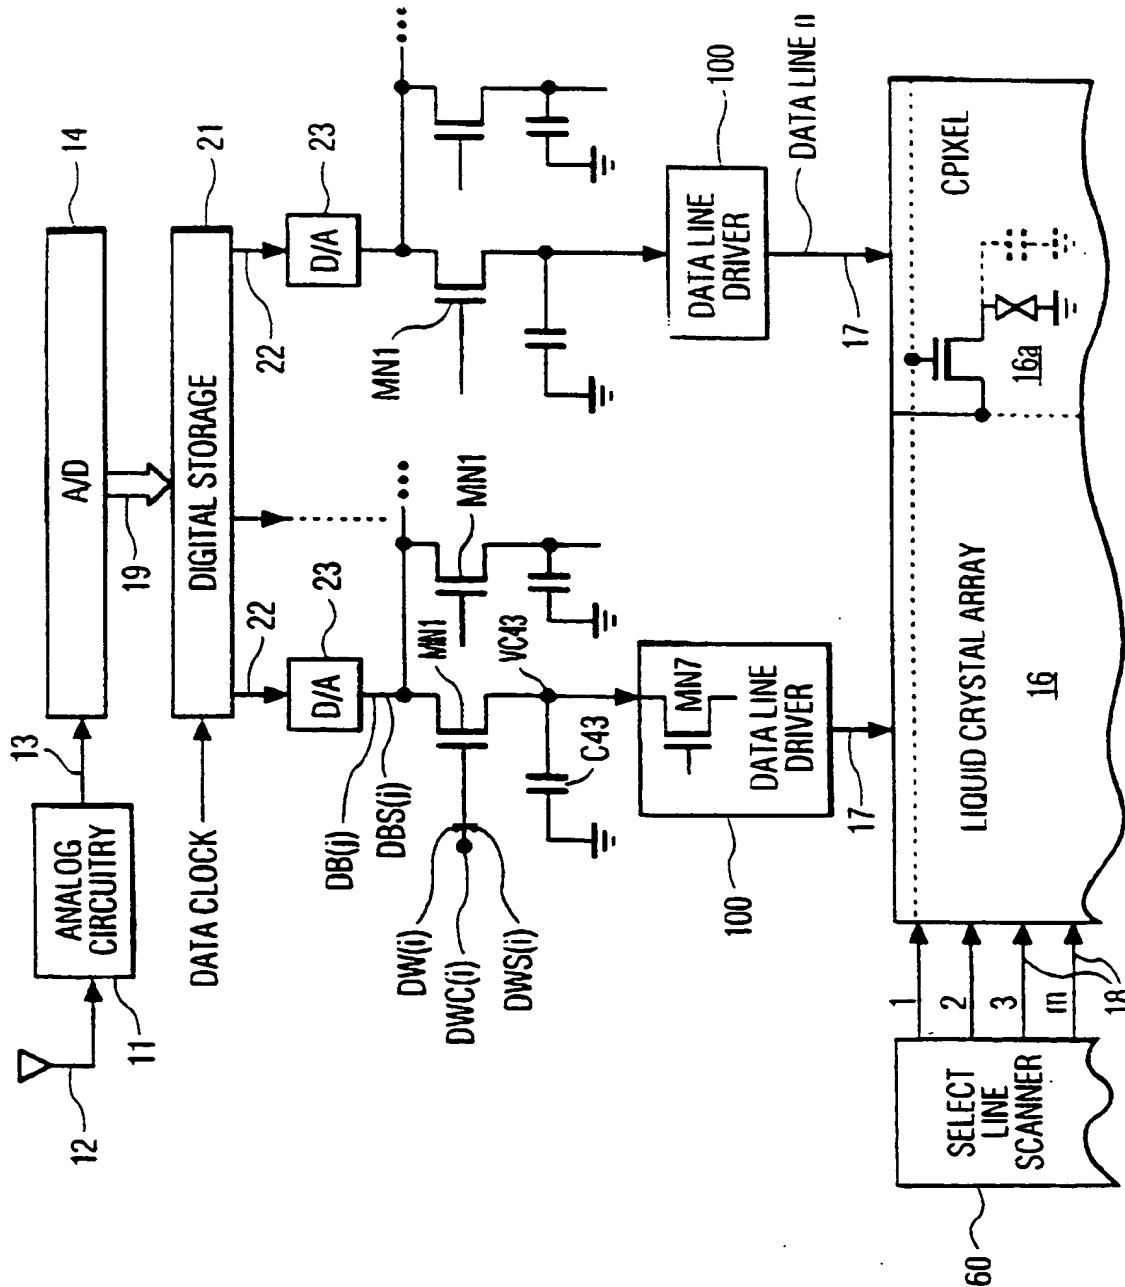 12
11
ANALOG
CIRCUITRY
13
A/D
14
19
DATA CLOCK
DIGITAL STORAGE
21
22
22
D/A
23
D/A
23
DB(j)
DBS(j)
DW(i)
DWC(i)
DWS(i)
MN1
MN1
MN1
VC43
C43
MN7
DATA LINE
DRIVER
100
DATA LINE
DRIVER
100
DATA LINE n
17
17
SELECT
LINE
SCANNER
60
1
2
3
m
18
LIQUID CRYSTAL ARRAY
16
16a
CPIXEL